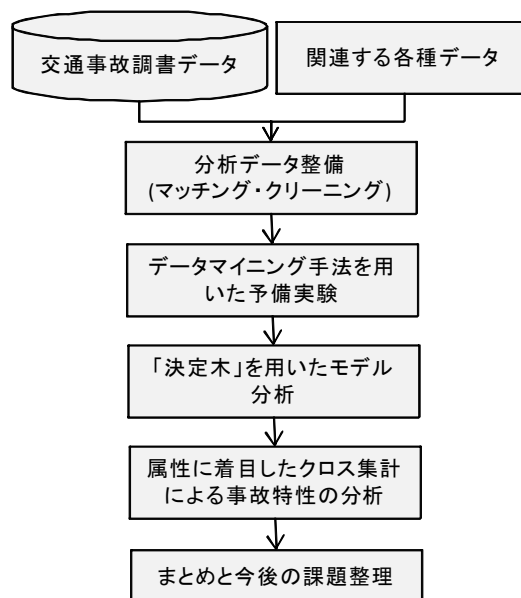 交通事故調書データ
関連する各種データ
分析データ整備
(マッチング・クリーニング)
データマイニング手法を用
いた予備実験
「決定木」を用いたモデル
分析
属性に着目したクロス集計
による事故特性の分析
まとめと今後の課題整理